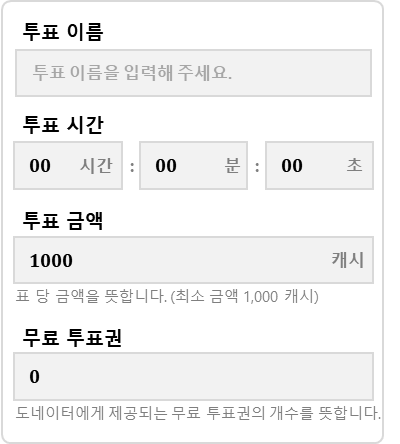 투표 이름
투표 이름을 입력해 주세요.
투표 시간
00 시간 : 00 분 : 00 초
투표 금액
1000 캐시
표 당 금액을 뜻합니다. (최소 금액 1,000 캐시)
무료 투표권
0
도네이터에게 제공되는 무료 투표권의 개수를 뜻합니다.